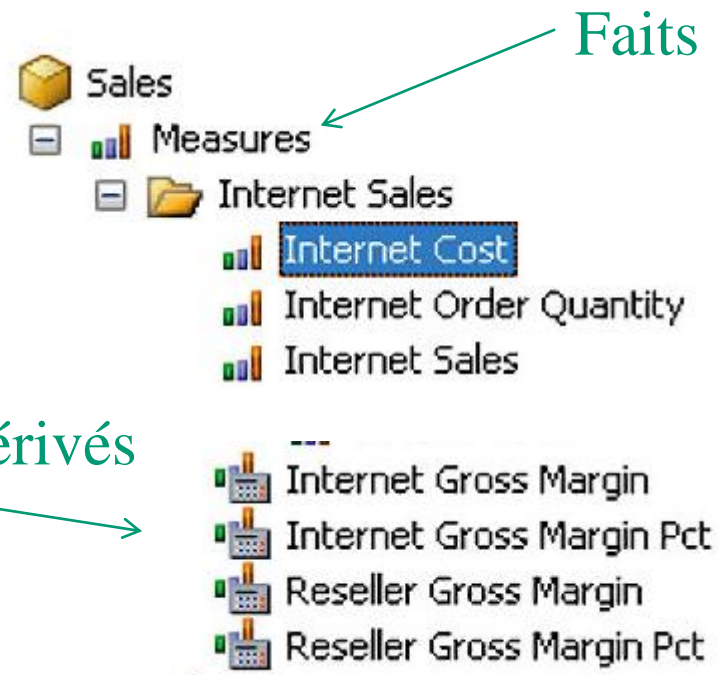 Faits
Sales
Measures
Internet Sales
Internet Cost
Internet Order Quantity
Internet Sales
érivés
Internet Gross Margin
Internet Gross Margin Pct
Reseller Gross Margin
Reseller Gross Margin Pct